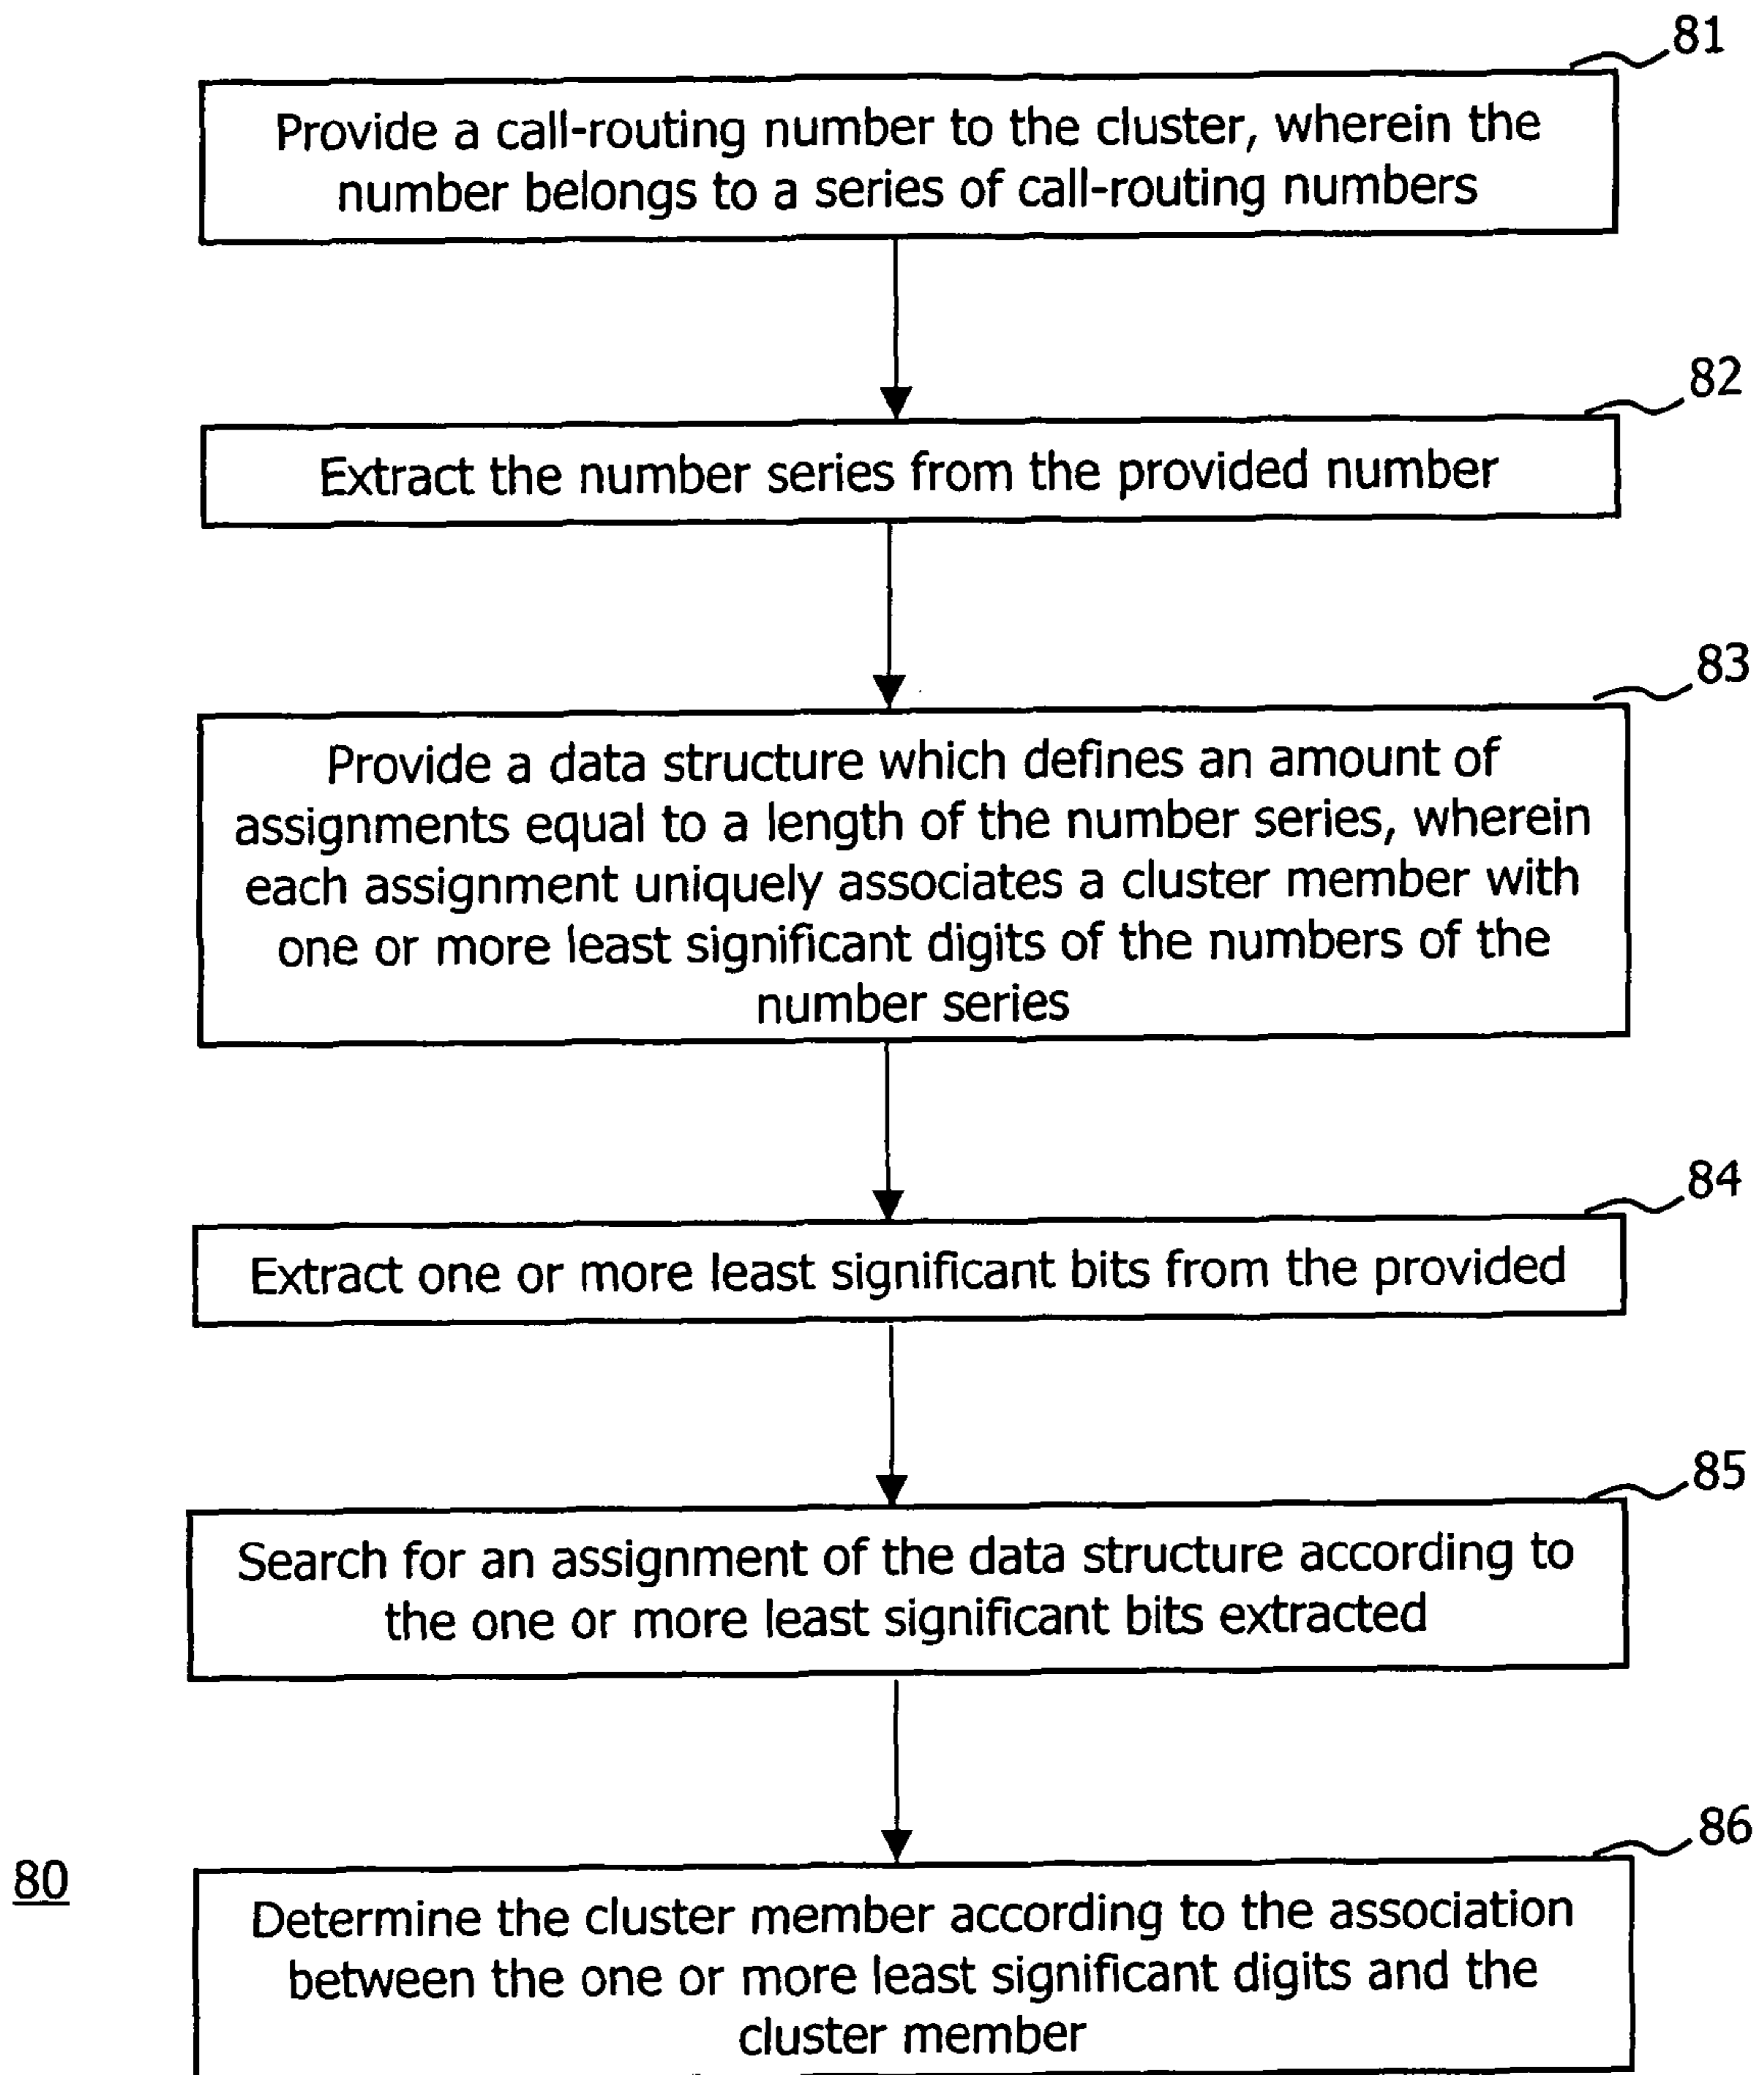 81
Provide a call-routing number to the cluster, wherein the
number belongs to a series of call-routing numbers
82
Extract the number series from the provided number
83
Provide a data structure which defines an amount of
assignments equal to a length of the number series, wherein
each assignment uniquely associates a cluster member with
one or more least significant digits of the numbers of the
number series
84
Extract one or more least significant bits from the provided
85
Search for an assignment of the data structure according to
the one or more least significant bits extracted
86
80
Determine the cluster member according to the association
between the one or more least significant digits and the
cluster member